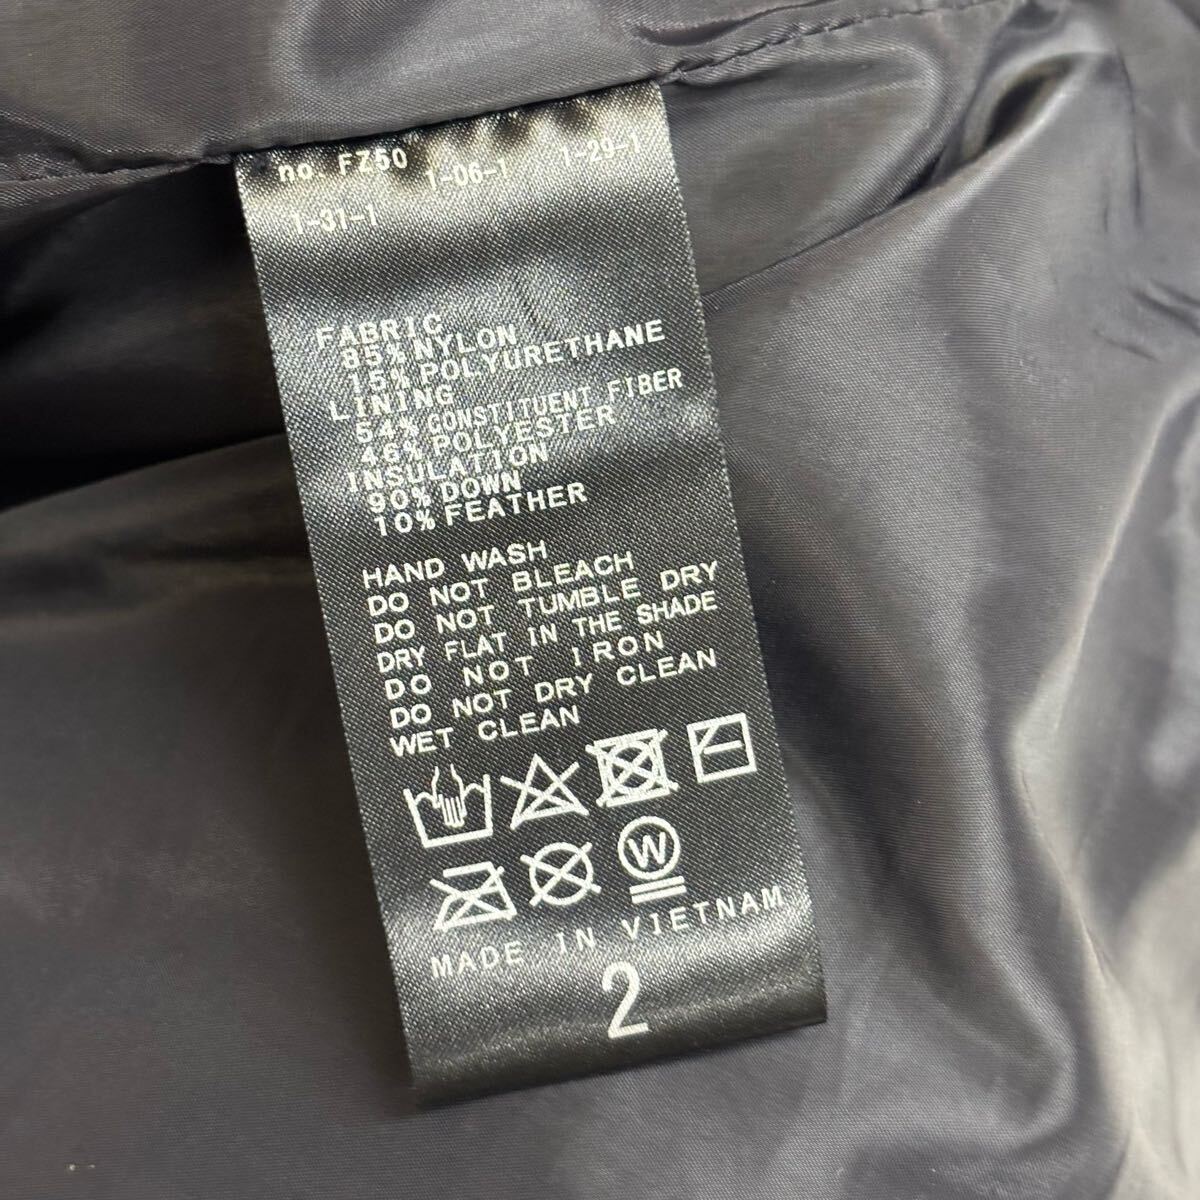 no. FZ50 1-06-1 1-29-1
1-31-1
FABRIC
85% NYLON
15% POLYURETHANE
LINING
54% CONSTITUENT FIBER
46% POLYESTER
INSULATION
90% DOWN
10% FEATHER
HAND WASH
DO NOT BLEACH
DO NOT TUMBLE DRY
DRY FLAT IN THE SHADE
DO NOT IRON
DO NOT DRY CLEAN
WET CLEAN
W
MADE IN VIETNAM
2